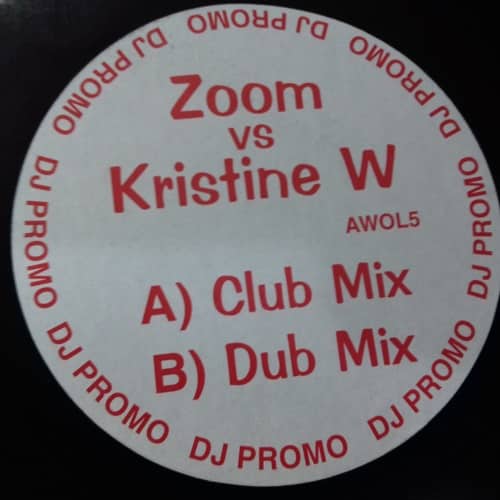 Zoom
vs
Kristine W
AWOL5
A) Club Mix
B) Dub Mix
DJ PROMO DJ PROMO DJ PROMO DJ PROMO DJ PROMO DJ PROMO DJ PROMO DJ PROMO